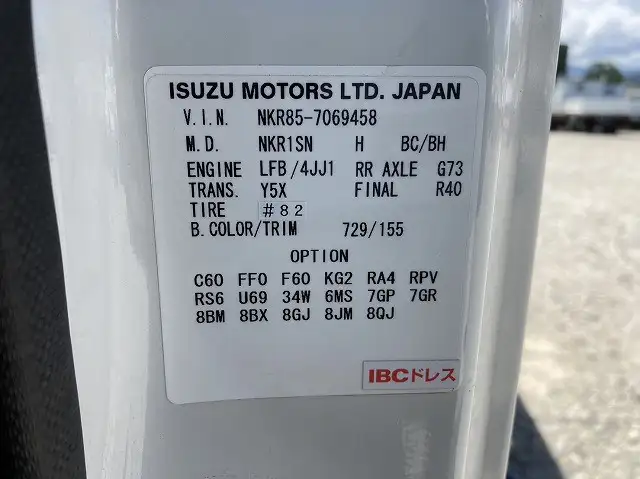 ISUZU MOTORS LTD. JAPAN
V.I.N. NKR85-7069458
M.D. NKR1SN H BC/BH
ENGINE LFB/4JJ1 RR AXLE G73
TRANS. Y5X FINAL R40
TIRE #82
B.COLOR/TRIM 729/155
OPTION
C60 FF0 F60 KG2 RA4 RPV
RS6 U69 34W 6MS 7GP 7GR
8BM 8BX 8GJ 8JM 8QJ
IBCドレス